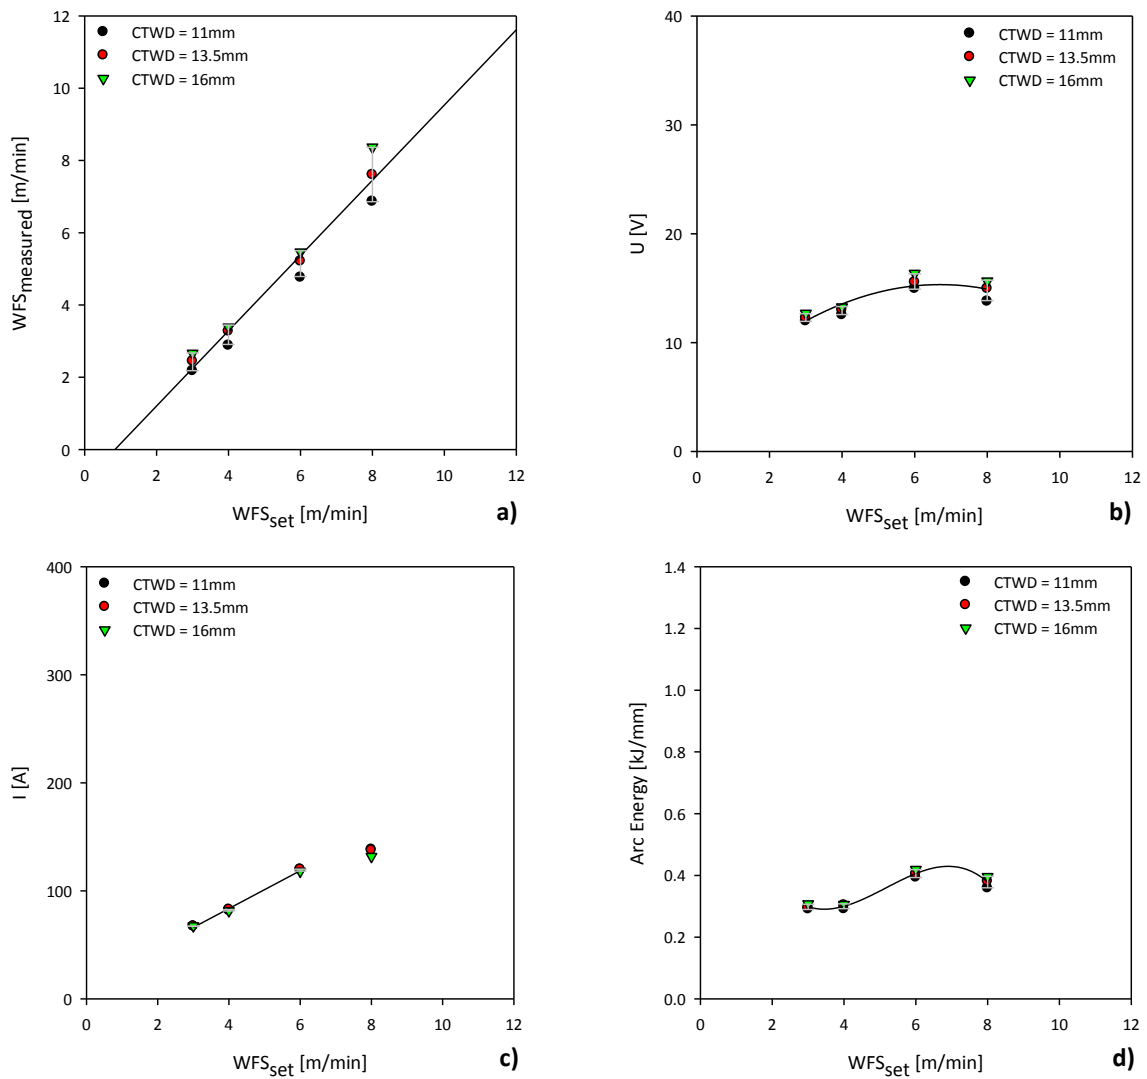 12
10
8
6
4
2
0
WFSmeasured [m/min]
CTWD = 11mm
CTWD = 13.5mm
CTWD = 16mm
0 2 4 6 8 10 12
WFSset [m/min]
a)
40
30
20
10
0
U [V]
CTWD = 11mm
CTWD = 13.5mm
CTWD = 16mm
0 2 4 6 8 10 12
WFSset [m/min]
b)
400
300
200
100
0
I [A]
CTWD = 11mm
CTWD = 13.5mm
CTWD = 16mm
0 2 4 6 8 10 12
WFSset [m/min]
c)
1.4
1.2
1.0
0.8
0.6
0.4
0.2
0.0
Arc Energy [kJ/mm]
CTWD = 11mm
CTWD = 13.5mm
CTWD = 16mm
0 2 4 6 8 10 12
WFSset [m/min]
d)